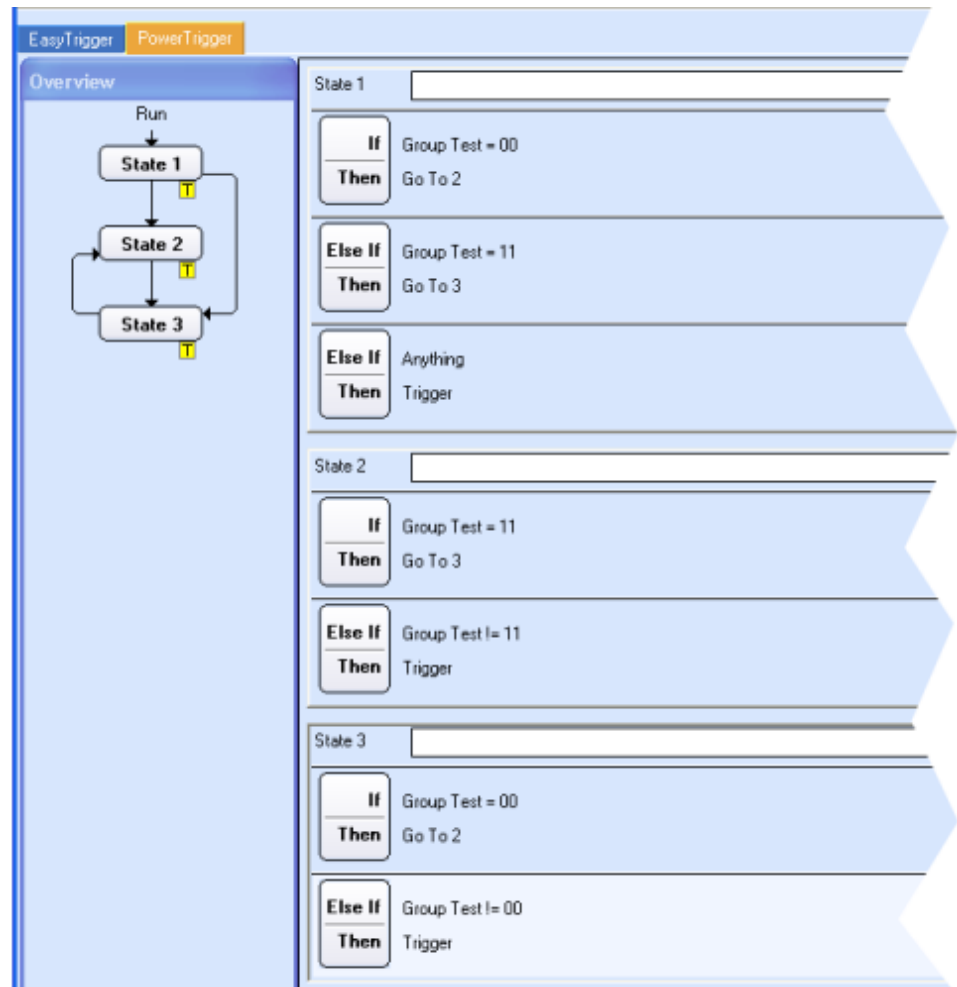 EasyTrigger PowerTrigger
Overview
Run
State 1
T
State 2
T
State 3
T
State 1
If Group Test = 00
Then Go To 2
Else If Group Test = 11
Then Go To 3
Else If Anything
Then Trigger
State 2
If Group Test = 11
Then Go To 3
Else If Group Test != 11
Then Trigger
State 3
If Group Test = 00
Then Go To 2
Else If Group Test != 00
Then Trigger